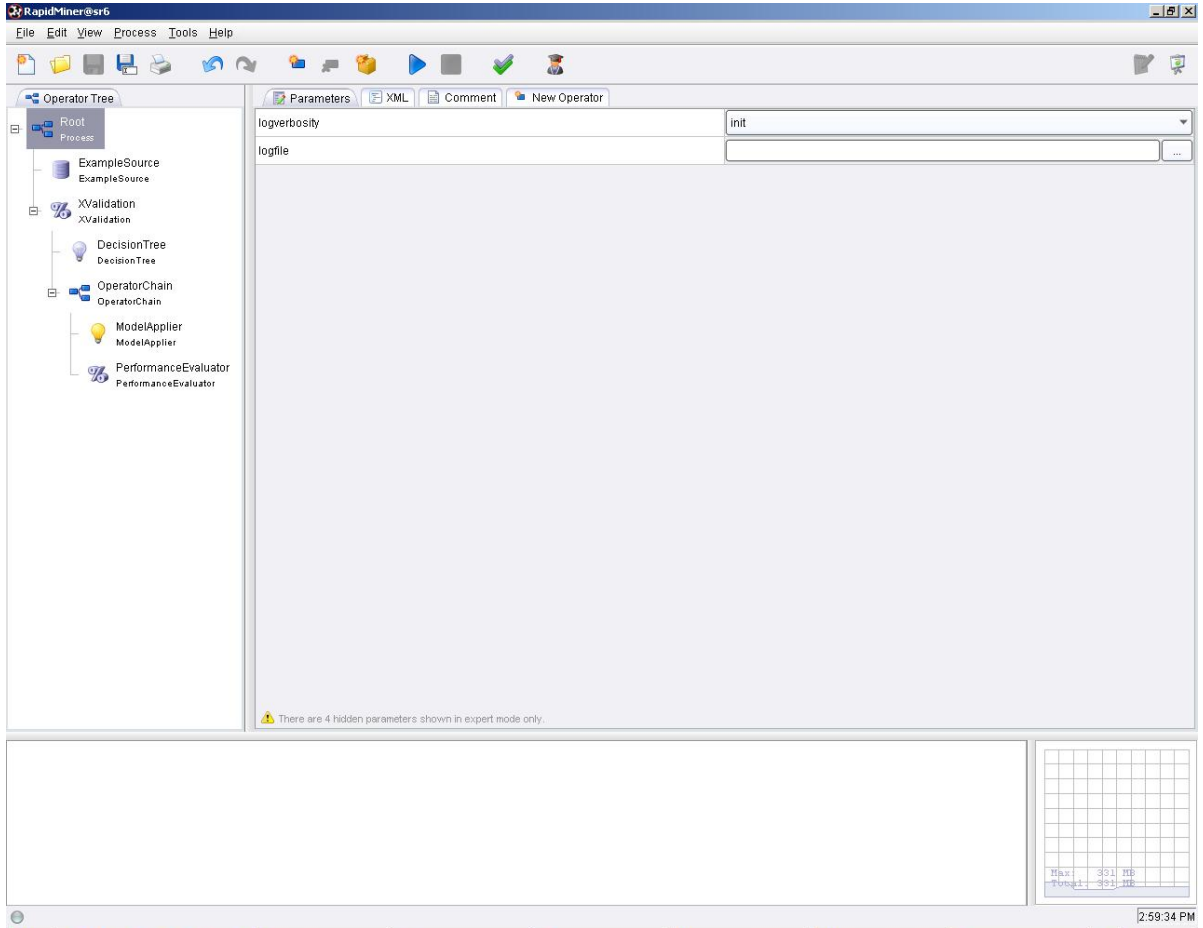 RapidMiner@sr6
File Edit View Process Tools Help
Operator Tree
Parameters XML Comment New Operator
Root
Process
ExampleSource
ExampleSource
XValidation
XValidation
DecisionTree
DecisionTree
OperatorChain
OperatorChain
ModelApplier
ModelApplier
PerformanceEvaluator
PerformanceEvaluator
logverbosity init
logfile ...
There are 4 hidden parameters shown in expert mode only.
Max: 331 MB
Total: 331 MB
2:59:34 PM